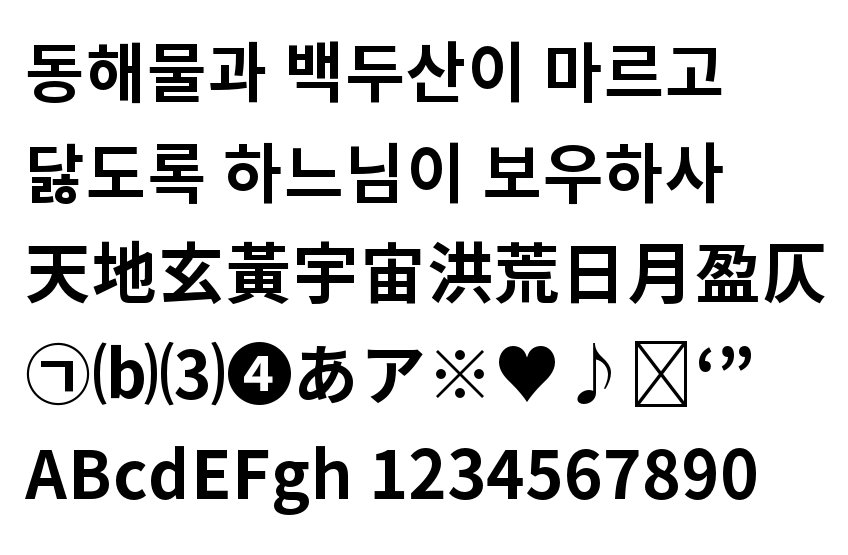 동해물과 백두산이 마르고
닳도록 하느님이 보우하사
天地玄黃宇宙洪荒日月盈仄
㉠⒝⑶❹あア※♥♪‘”
ABcdEFgh 1234567890